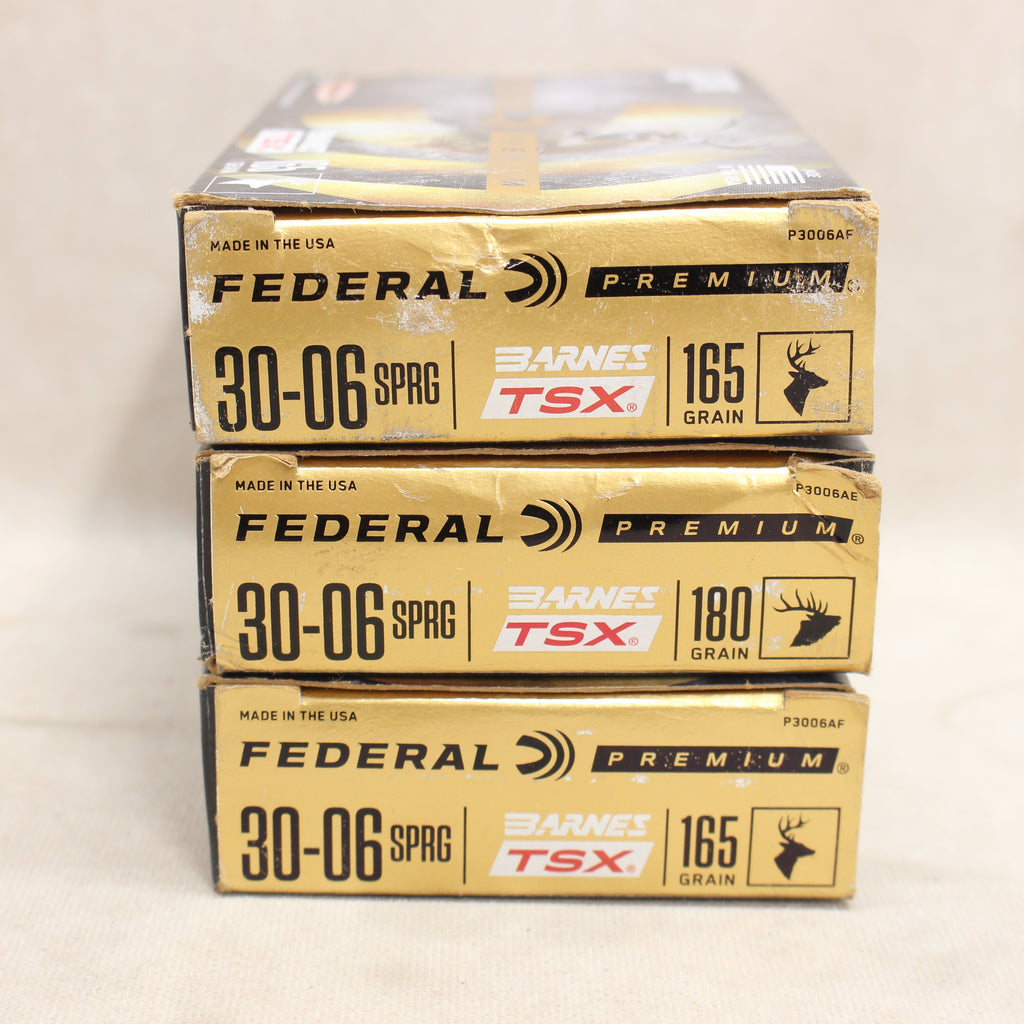 MADE IN THE USA
P3006AF
FEDERAL PREMIUM®
30-06 SPRG
BARNES
TSX®
165
GRAIN
MADE IN THE USA
P3006AE
FEDERAL PREMIUM®
30-06 SPRG
BARNES
TSX®
180
GRAIN
MADE IN THE USA
P3006AF
FEDERAL PREMIUM®
30-06 SPRG
BARNES
TSX®
165
GRAIN